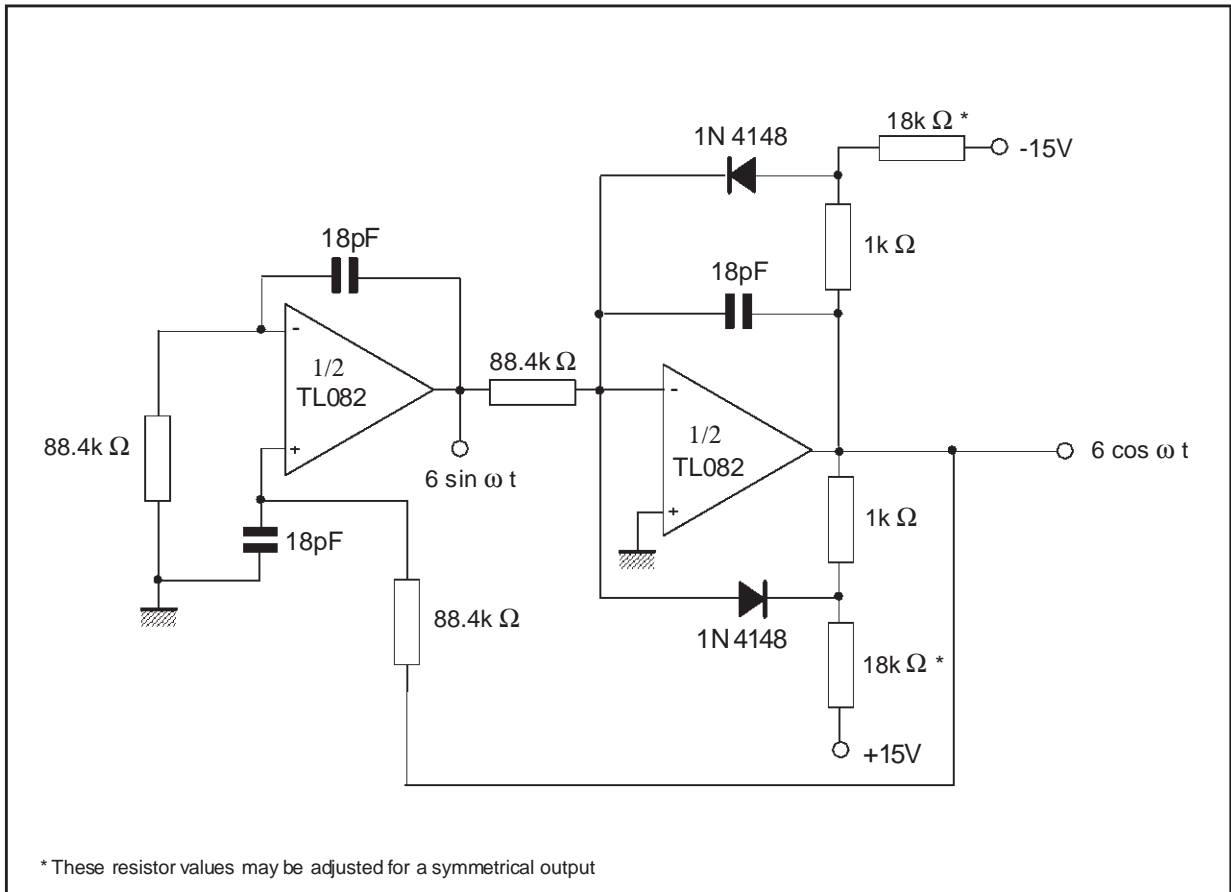 18k Ω *
1N 4148
-15V
18pF
1k Ω
18pF
-
1/2
TL082
88.4k Ω
-
1/2
TL082
88.4k Ω
+
6 sin ω t
6 cos ω t
+
18pF
1k Ω
88.4k Ω
1N 4148
18k Ω *
+15V
* These resistor values may be adjusted for a symmetrical output